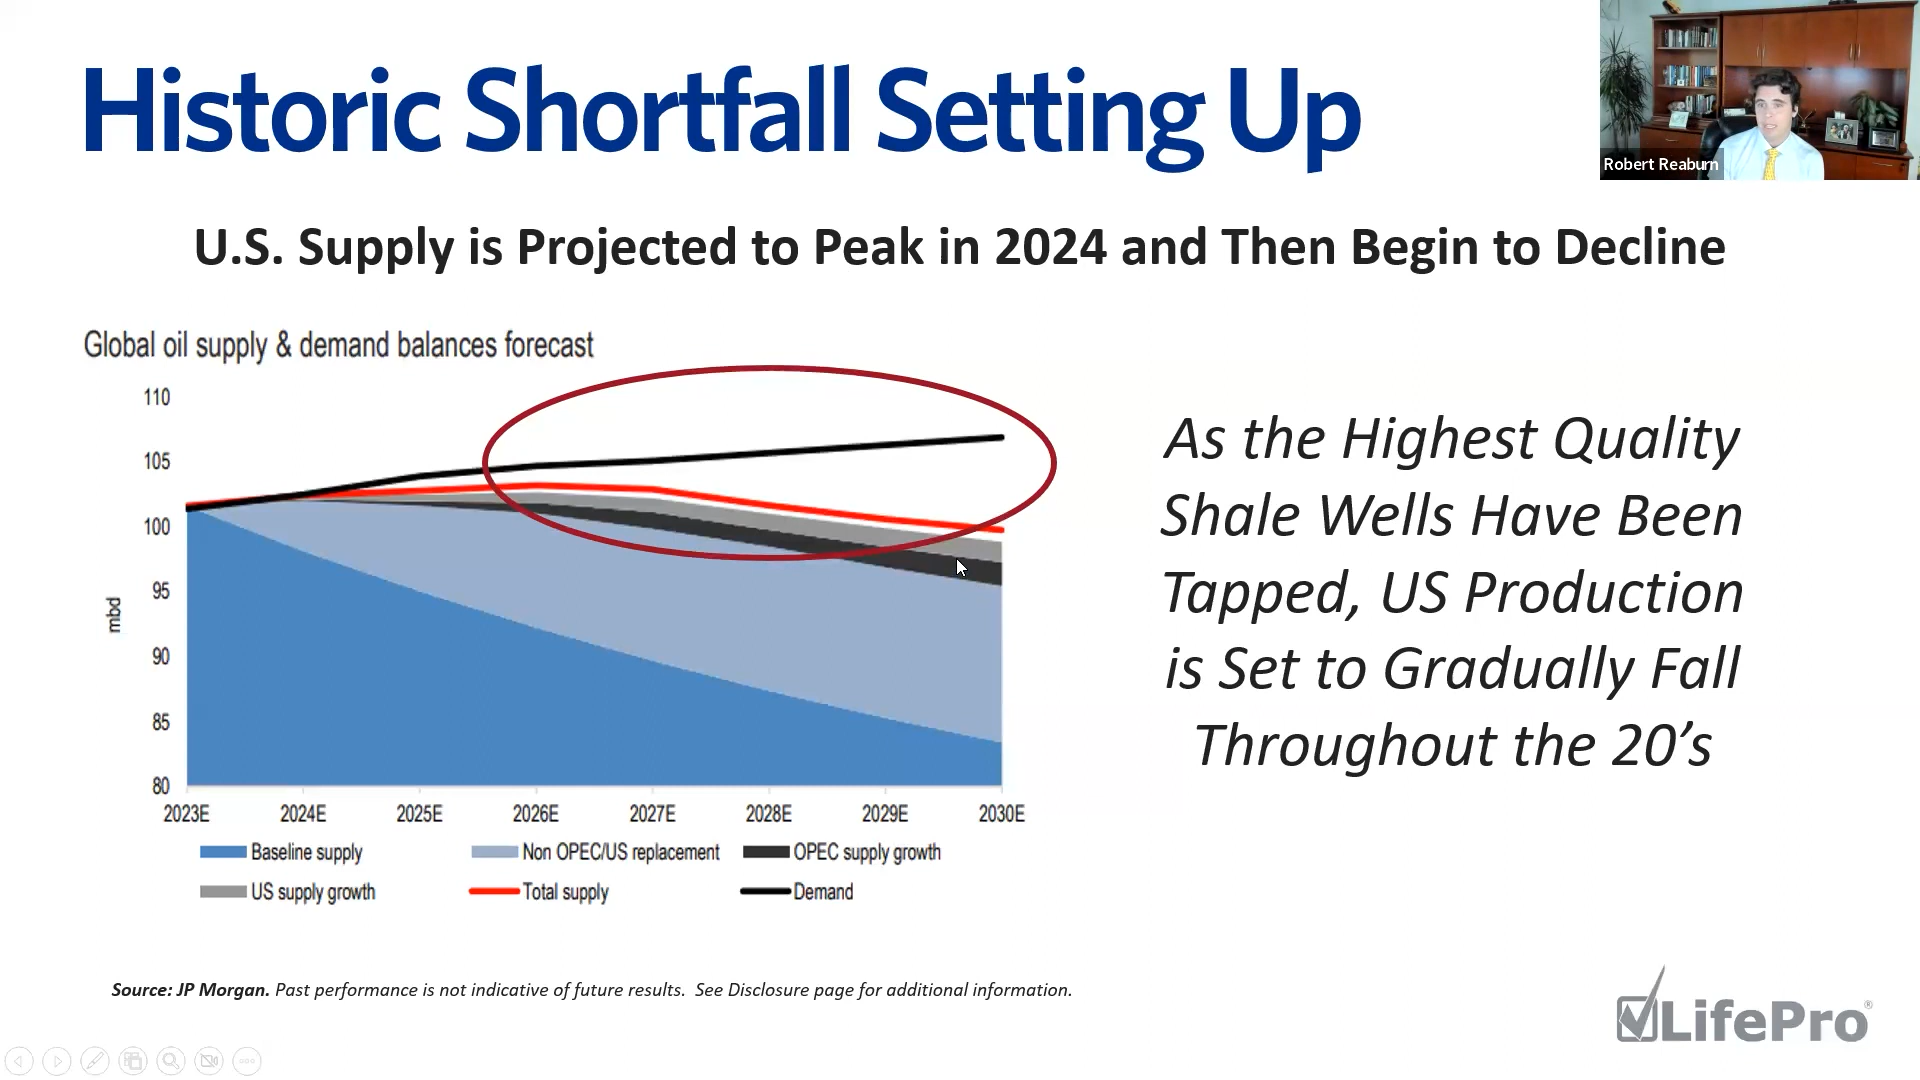 Historic Shortfall Setting Up
Robert Reaburn
U.S. Supply is Projected to Peak in 2024 and Then Begin to Decline
Global oil supply & demand balances forecast
110
105
100
95
90
85
80
mbd
2023E 2024E 2025E 2026E 2027E 2028E 2029E 2030E
Baseline supply Non OPEC/US replacement OPEC supply growth
US supply growth Total supply Demand
As the Highest Quality
Shale Wells Have Been
Tapped, US Production
is Set to Gradually Fall
Throughout the 20’s
Source: JP Morgan. Past performance is not indicative of future results. See Disclosure page for additional information.
LifePro®